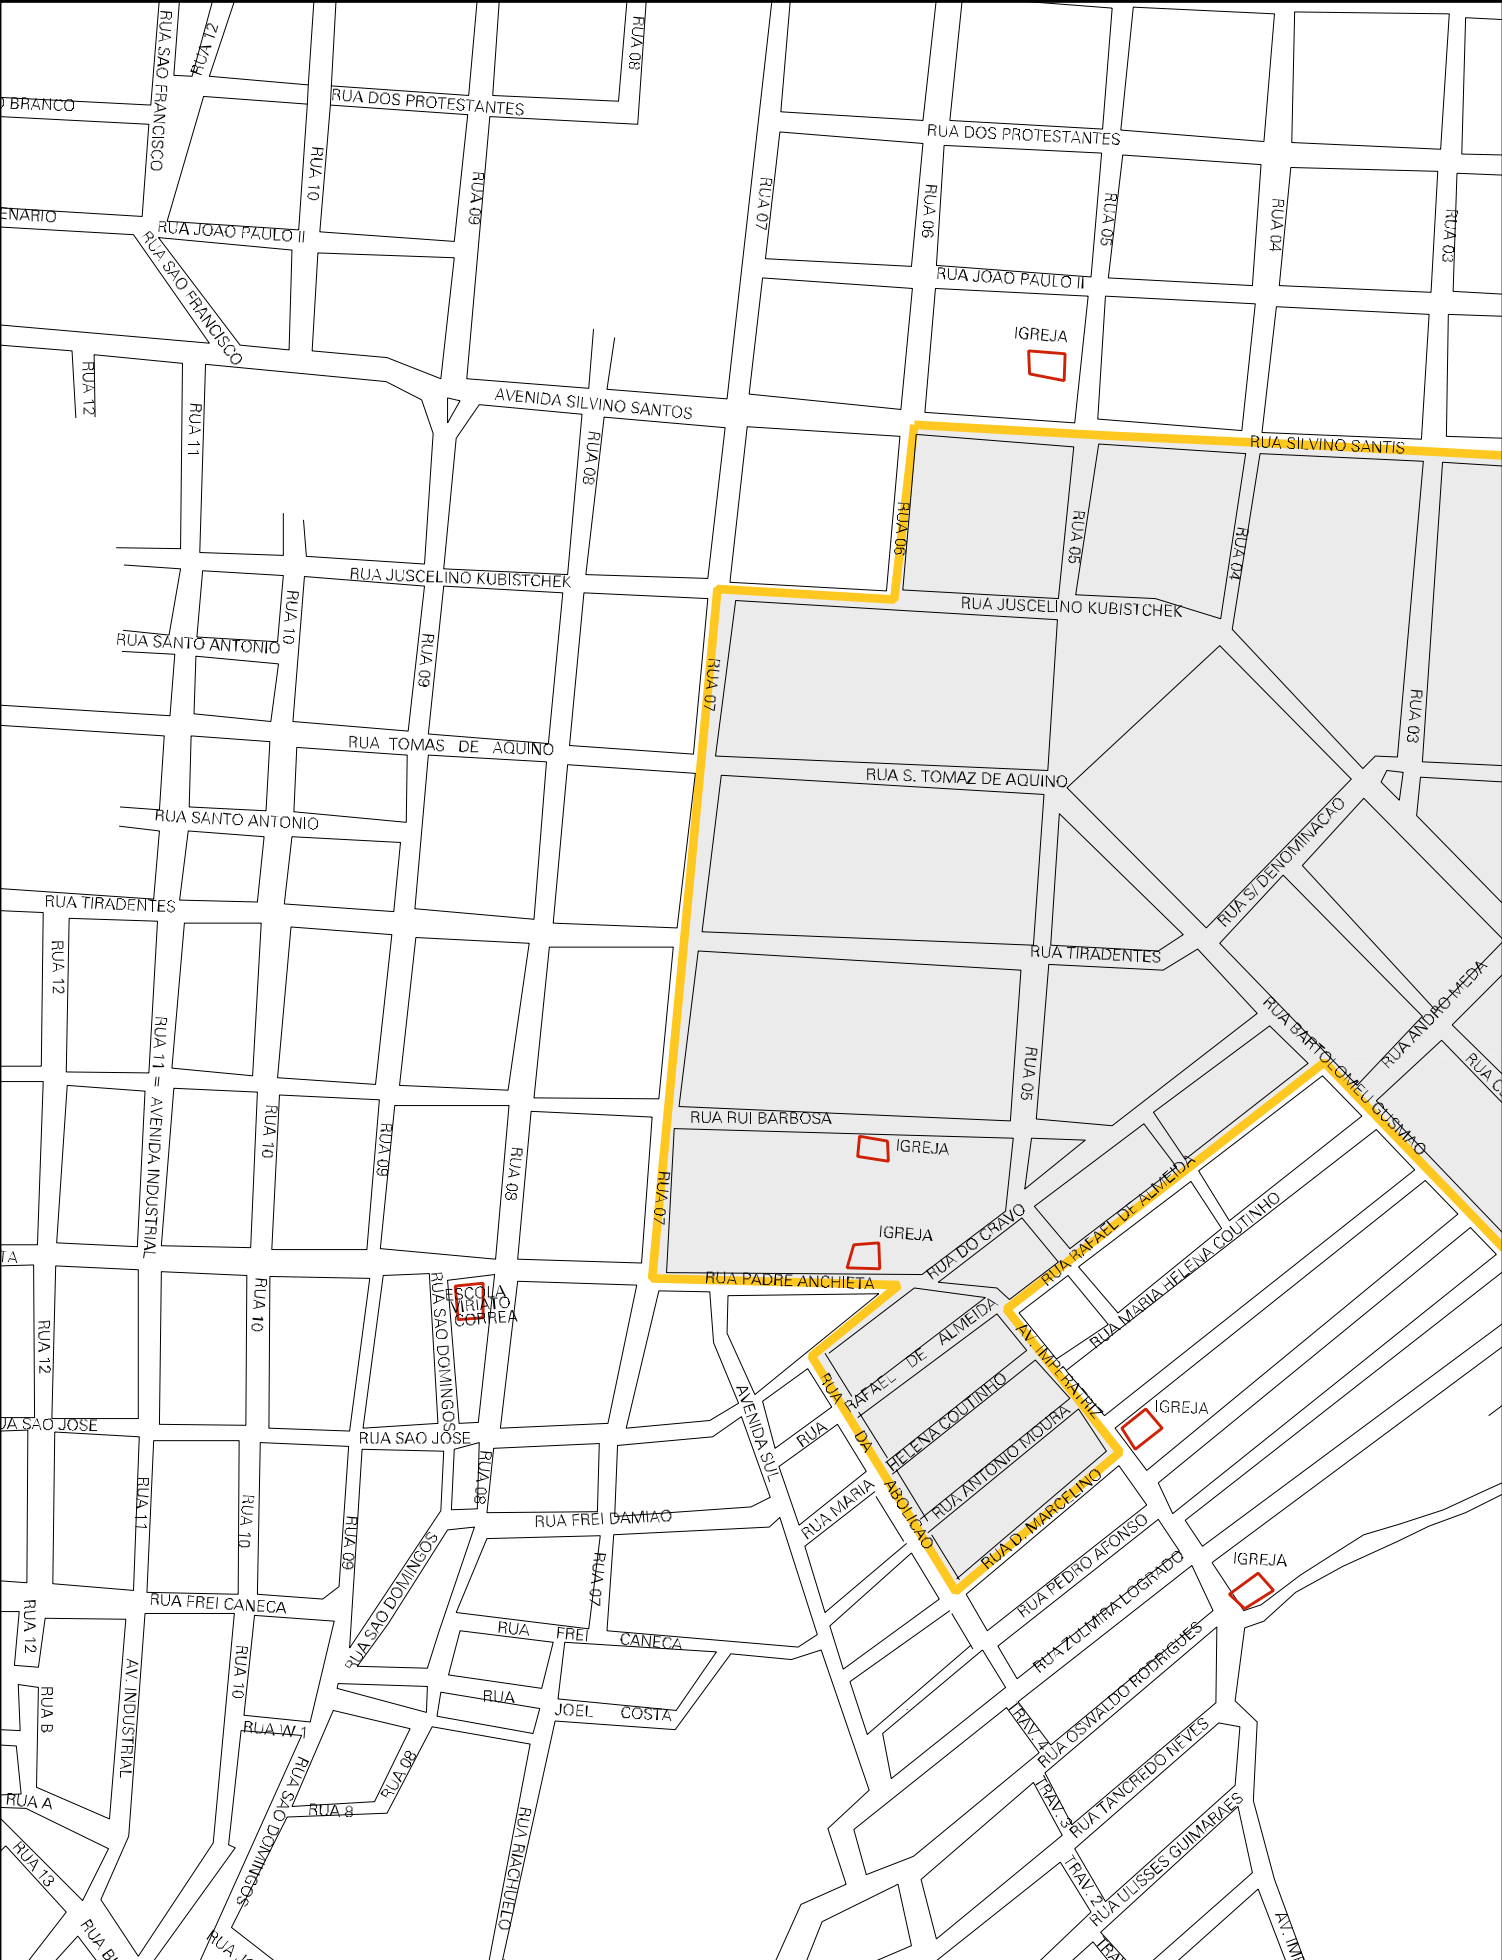 RUA SAO FRANCISCO
RUA 12
RUA 08
BRANCO
RUA DOS PROTESTANTES
RUA DOS PROTESTANTES
RUA 10
RUA 09
RUA 07
RUA 06
RUA 05
RUA 04
RUA 03
RUA JOAO PAULO II
RUA SAO FRANCISCO
RUA JOAO PAULO II
IGREJA
RUA 12
RUA 11
AVENIDA SILVINO SANTOS
RUA 08
RUA SILVINO SANTIS
RUA 06
RUA 05
RUA 04
RUA JUSCELINO KUBISTCHEK
RUA JUSCELINO KUBISTCHEK
RUA 10
RUA SANTO ANTONIO
RUA 09
RUA 07
RUA 03
RUA TOMAS DE AQUINO
RUA S. TOMAZ DE AQUINO
RUA SANTO ANTONIO
RUA S/ DENOMINACAO
RUA TIRADENTES
RUA TIRADENTES
RUA 12
RUA 11 = AVENIDA INDUSTRIAL
RUA BARTOLOMEU GUSMAO
RUA ANDRO MEDA
RUA 05
RUA 10
RUA 09
RUA 08
RUA RUI BARBOSA
IGREJA
RUA 07
IGREJA
RUA DO CRAVO
RUA RAFAEL DE ALMEIDA
RUA MARIA HELENA COUTINHO
RUA PADRE ANCHIETA
TA
RUA 12
RUA 10
RUA SAO DOMINGOS
ESCOLA
VIRIATO
CORREA
AVENIDA SUL
RUA RAFAEL DE ALMEIDA
AV. IMPERATRIZ
RUA DA ABOLICAO
RUA MARIA HELENA COUTINHO
RUA ANTONIO MOURA
IGREJA
RUA D. MARCELINO
UA SAO JOSE
RUA SAO JOSE
RUA 11
RUA 10
RUA 09
RUA 08
RUA FREI DAMIAO
RUA SAO DOMINGOS
RUA 07
RUA PEDRO AFONSO
IGREJA
RUA ZULMIRA LOGRADO
RUA FREI CANECA
RUA 12
RUA FREI CANECA
RUA OSWALDO RODRIGUES
AV. INDUSTRIAL
RUA 10
RUA B
RUA W 1
RUA JOEL COSTA
RAV. 4
RUA TANCREDO NEVES
RUA SAO DOMINGOS
RUA 08
RUA A
RUA 8
RUA RIACHUELO
TRAV. 3
RUA ULISSES GUIMARAES
RUA 13
TRAV. 2